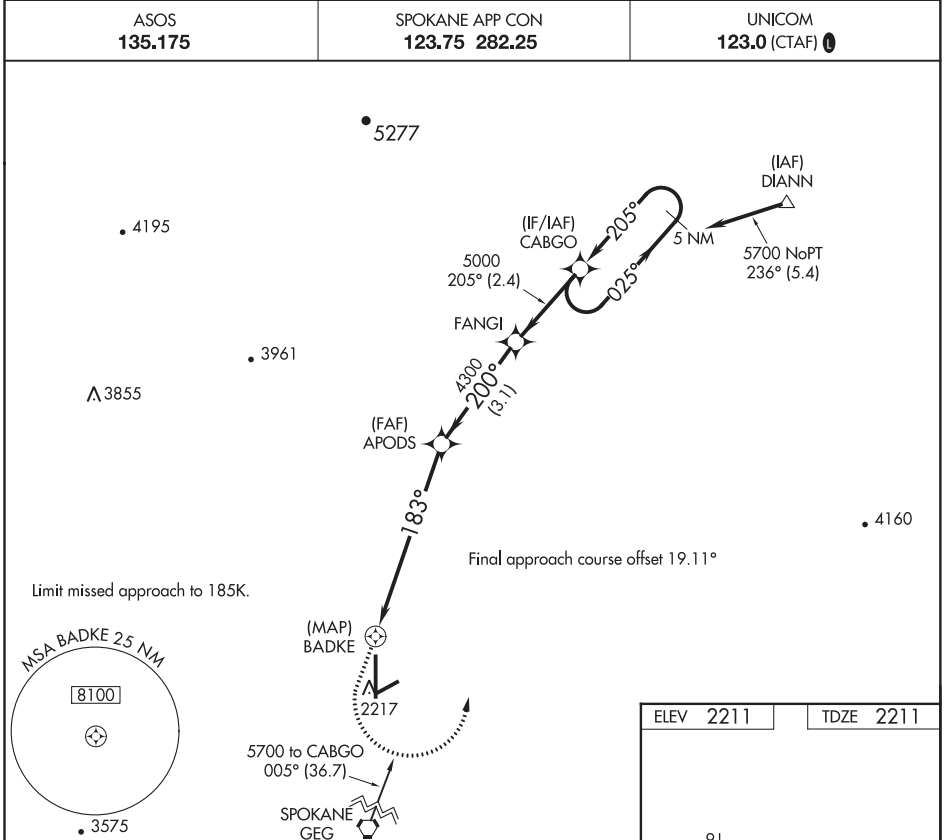 ASOS
135.175
SPOKANE APP CON
123.75 282.25
UNICOM
123.0 (CTAF) L
5277
(IAF)
DIANN
4195
(IF/IAF)
CABGO
205°
5 NM
5700 NoPT
236° (5.4)
5000
205° (2.4)
025°
FANGI
3961
4300
200°
(3.1)
3855
(FAF)
APODS
183°
4160
Final approach course offset 19.11°
Limit missed approach to 185K.
(MAP)
BADKE
MSA BADKE 25 NM
8100
2217
ELEV 2211
TDZE 2211
5700 to CABGO
005° (36.7)
SPOKANE
GEG
3575